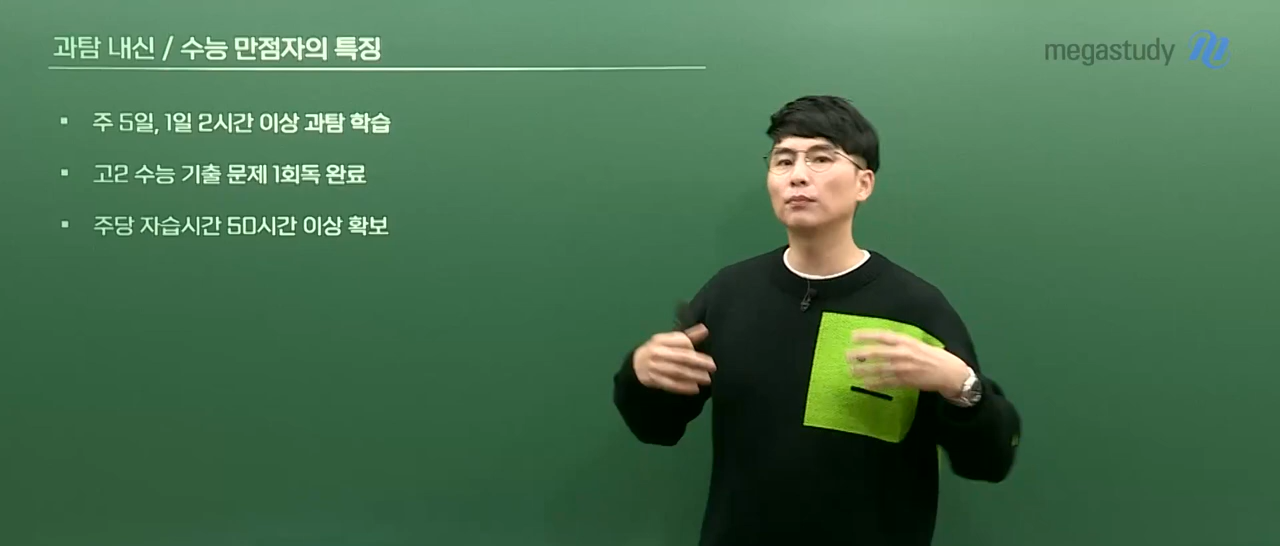 과탐 내신 / 수능 만점자의 특징
megastudy
▪ 주 5일, 1일 2시간 이상 과탐 학습
▪ 고2 수능 기출 문제 1회독 완료
▪ 주당 자습시간 50시간 이상 확보